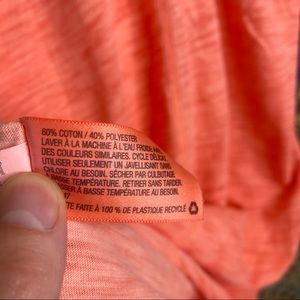 60% COTON / 40% POLYESTER
LAVER À LA MACHINE À L'EAU FROIDE AVEC
DES COULEURS SIMILAIRES. CYCLE DÉLICAT.
UTILISER SEULEMENT UN JAVELLISANT SANS
CHLORE AU BESOIN. SÉCHER PAR CULBUTAGE
À BASSE TEMPÉRATURE. RETIRER SANS TARDER.
À BASSE TEMPÉRATURE AU BESOIN.
FAITE À 100 % DE PLASTIQUE RECYCLÉ